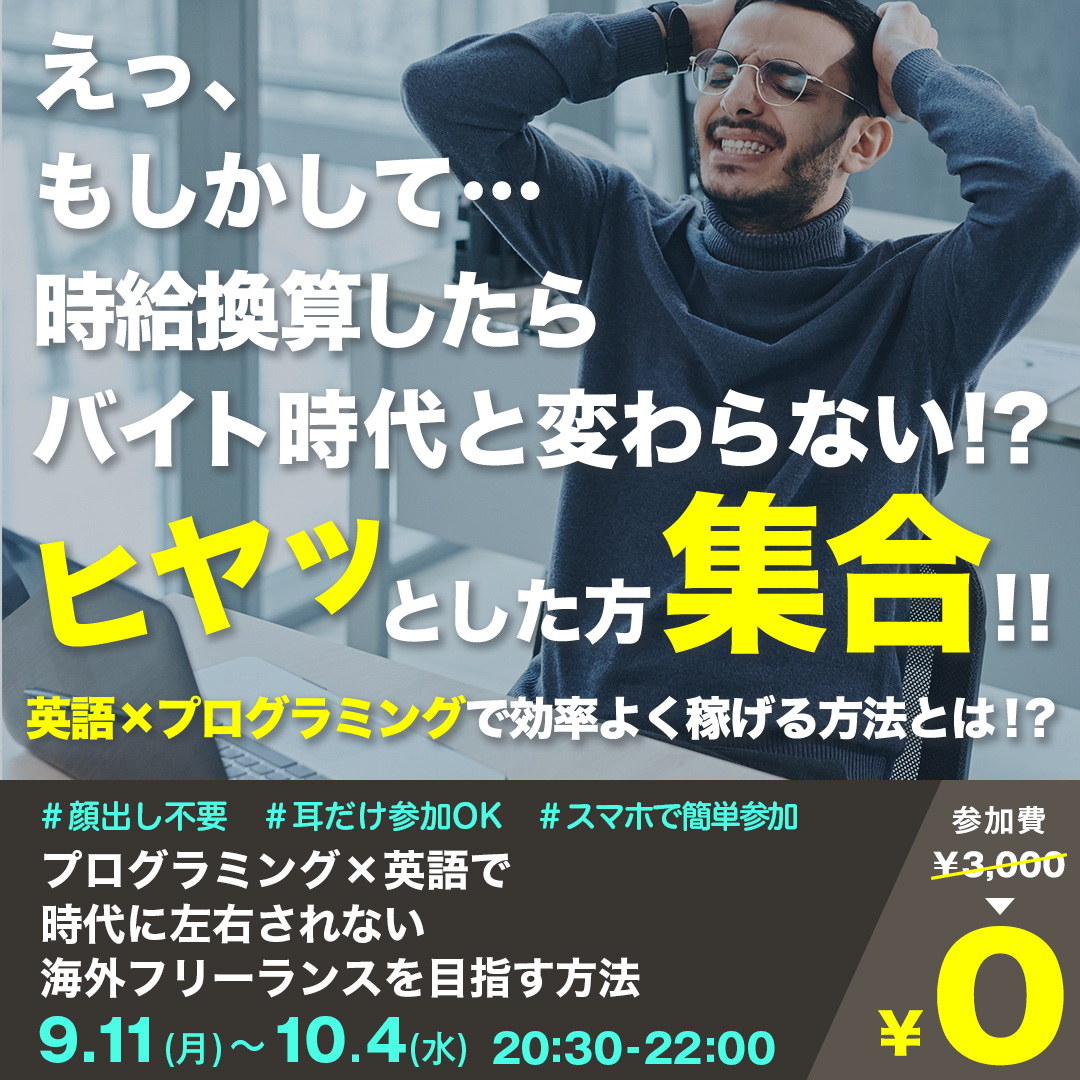 えっ、
もしかして…
時給換算したら
バイト時代と変わらない!?
ヒヤッとした方集合!!
英語×プログラミングで効率よく稼げる方法とは!?
#顔出し不要 #耳だけ参加OK #スマホで簡単参加
プログラミング×英語で
時代に左右されない
海外フリーランスを目指す方法
9.11(月)～10.4(水) 20:30-22:00
参加費
¥3,000
¥0